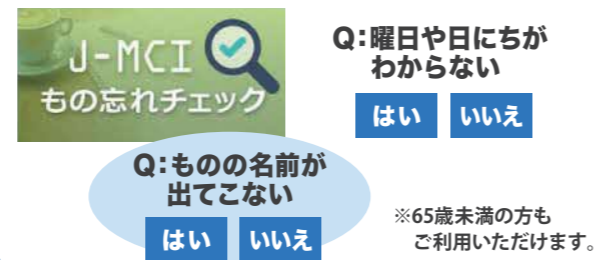 J-MCI
もの忘れチェック
Q：曜日や日にちが
わからない
はい いいえ
Q：ものの名前が
出てこない
はい いいえ
※65歳未満の方も
ご利用いただけます。